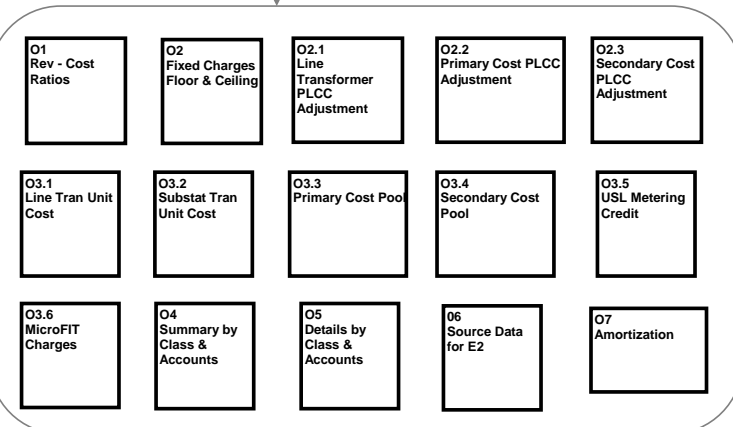 O1
Rev - Cost
Ratios
O2
Fixed Charges
Floor & Ceiling
O2.1
Line
Transformer
PLCC
Adjustment
O2.2
Primary Cost PLCC
Adjustment
O2.3
Secondary Cost
PLCC
Adjustment
O3.1
Line Tran Unit
Cost
O3.2
Substat Tran
Unit Cost
O3.3
Primary Cost Pool
O3.4
Secondary Cost
Pool
O3.5
USL Metering
Credit
O3.6
MicroFIT
Charges
O4
Summary by
Class &
Accounts
O5
Details by
Class &
Accounts
06
Source Data
for E2
O7
Amortization